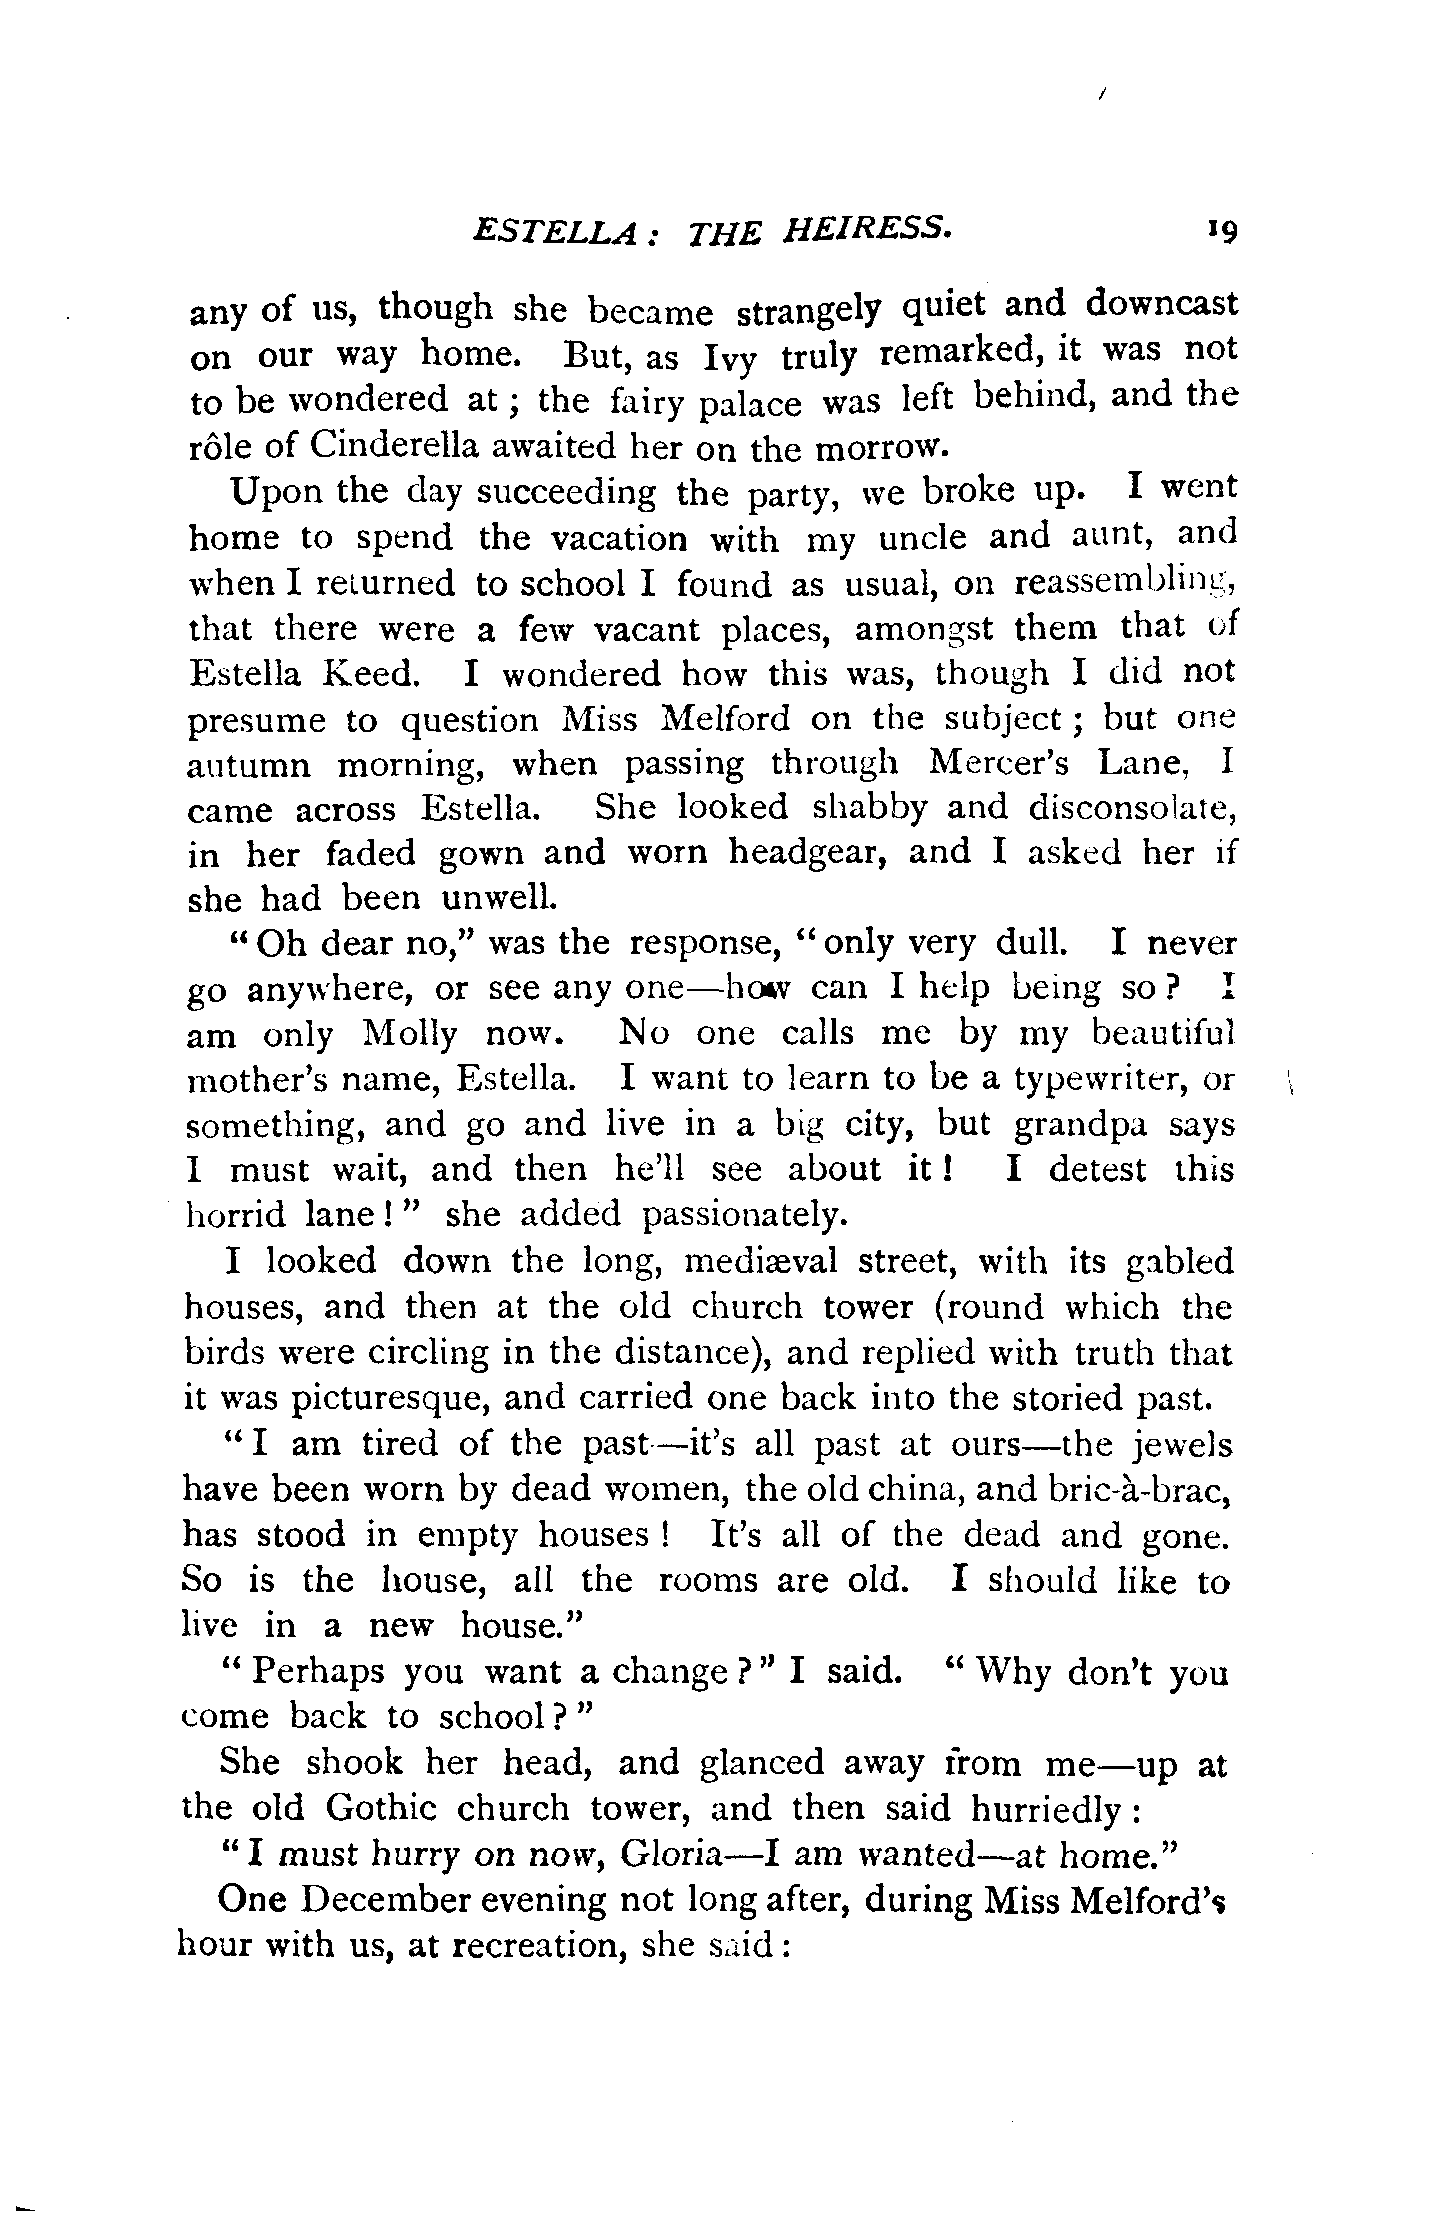 ESTELLA: THE HEIRESS. 19
any of us, though she became strangely quiet and downcast
on our way home. But, as Ivy truly remarked, it was not
to be wondered at; the fairy palace was left behind, and the
rôle of Cinderella awaited her on the morrow.
Upon the day succeeding the party, we broke up. I went
home to spend the vacation with my uncle and aunt, and
when I returned to school I found as usual, on reassembling,
that there were a few vacant places, amongst them that of
Estella Keed. I wondered how this was, though I did not
presume to question Miss Melford on the subject; but one
autumn morning, when passing through Mercer's Lane, I
came across Estella. She looked shabby and disconsolate,
in her faded gown and worn headgear, and I asked her if
she had been unwell.
"Oh dear no," was the response, "only very dull. I never
go anywhere, or see any one—how can I help being so? I
am only Molly now. No one calls me by my beautiful
mother's name, Estella. I want to learn to be a typewriter, or
something, and go and live in a big city, but grandpa says
I must wait, and then he'll see about it! I detest this
horrid lane!" she added passionately.
I looked down the long, mediæval street, with its gabled
houses, and then at the old church tower (round which the
birds were circling in the distance), and replied with truth that
it was picturesque, and carried one back into the storied past.
"I am tired of the past—it's all past at ours—the jewels
have been worn by dead women, the old china, and bric-à-brac,
has stood in empty houses! It's all of the dead and gone.
So is the house, all the rooms are old. I should like to
live in a new house."
"Perhaps you want a change?" I said. "Why don't you
come back to school?"
She shook her head, and glanced away from me—up at
the old Gothic church tower, and then said hurriedly:
"I must hurry on now, Gloria—I am wanted—at home."
One December evening not long after, during Miss Melford's
hour with us, at recreation, she said: